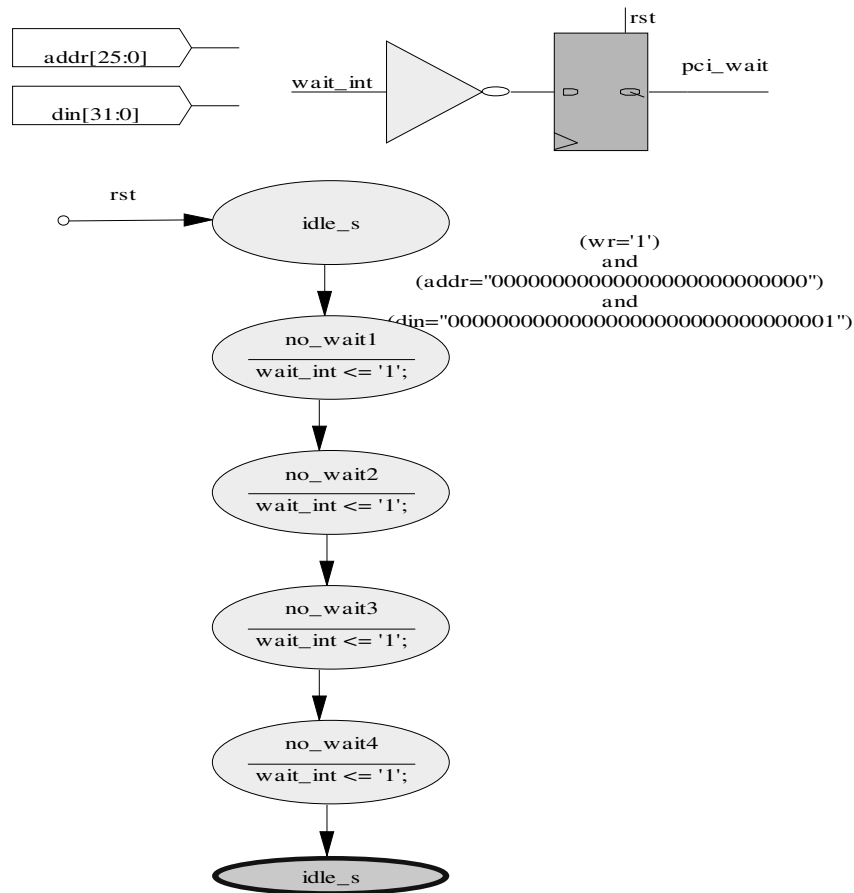 addr[25:0]
din[31:0]
wait_int
D
Q
rst
pci_wait
rst
idle_s
(wr='1')
and
(addr="00000000000000000000000000")
and
(din="00000000000000000000000000000001")
no_wait1
wait_int <= '1';
no_wait2
wait_int <= '1';
no_wait3
wait_int <= '1';
no_wait4
wait_int <= '1';
idle_s